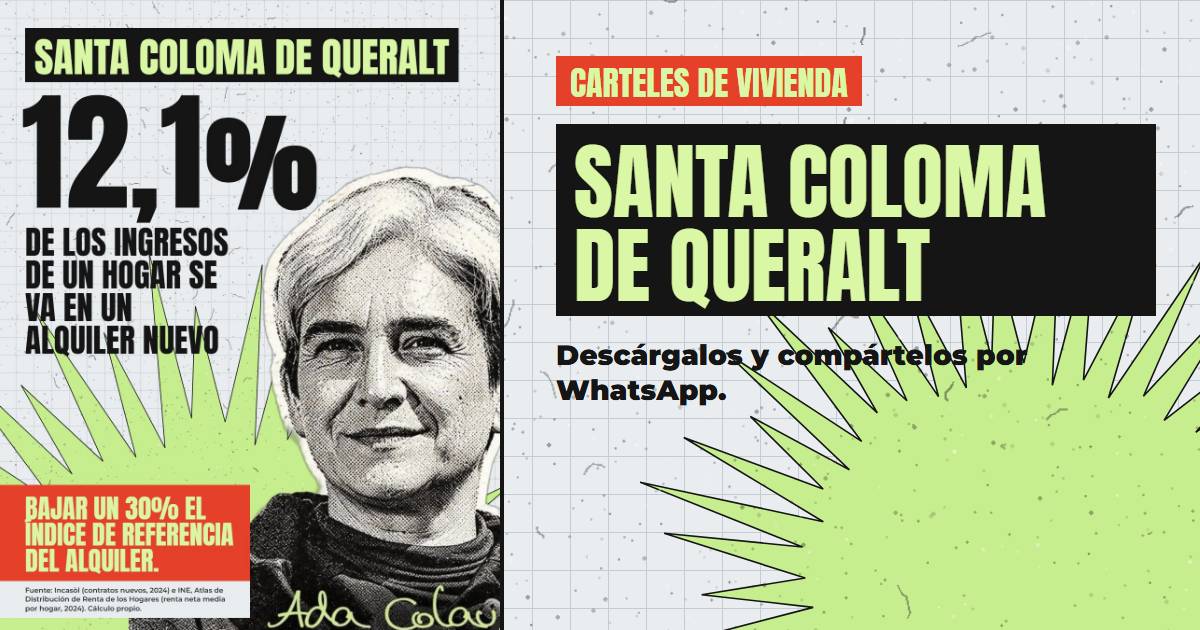 SANTA COLOMA DE QUERALT
12,1%
DE LOS INGRESOS
DE UN HOGAR SE
VA EN UN
ALQUILER NUEVO
BAJAR UN 30% EL
ÍNDICE DE REFERENCIA
DEL ALQUILER.
Fuente: Incasòl (contratos nuevos, 2024) e INE, Atlas de
Distribución de Renta de los Hogares (renta neta media
por hogar, 2024). Cálculo propio.
Ada Colau
CARTELES DE VIVIENDA
SANTA COLOMA
DE QUERALT
Descárgalos y compártelos por
WhatsApp.